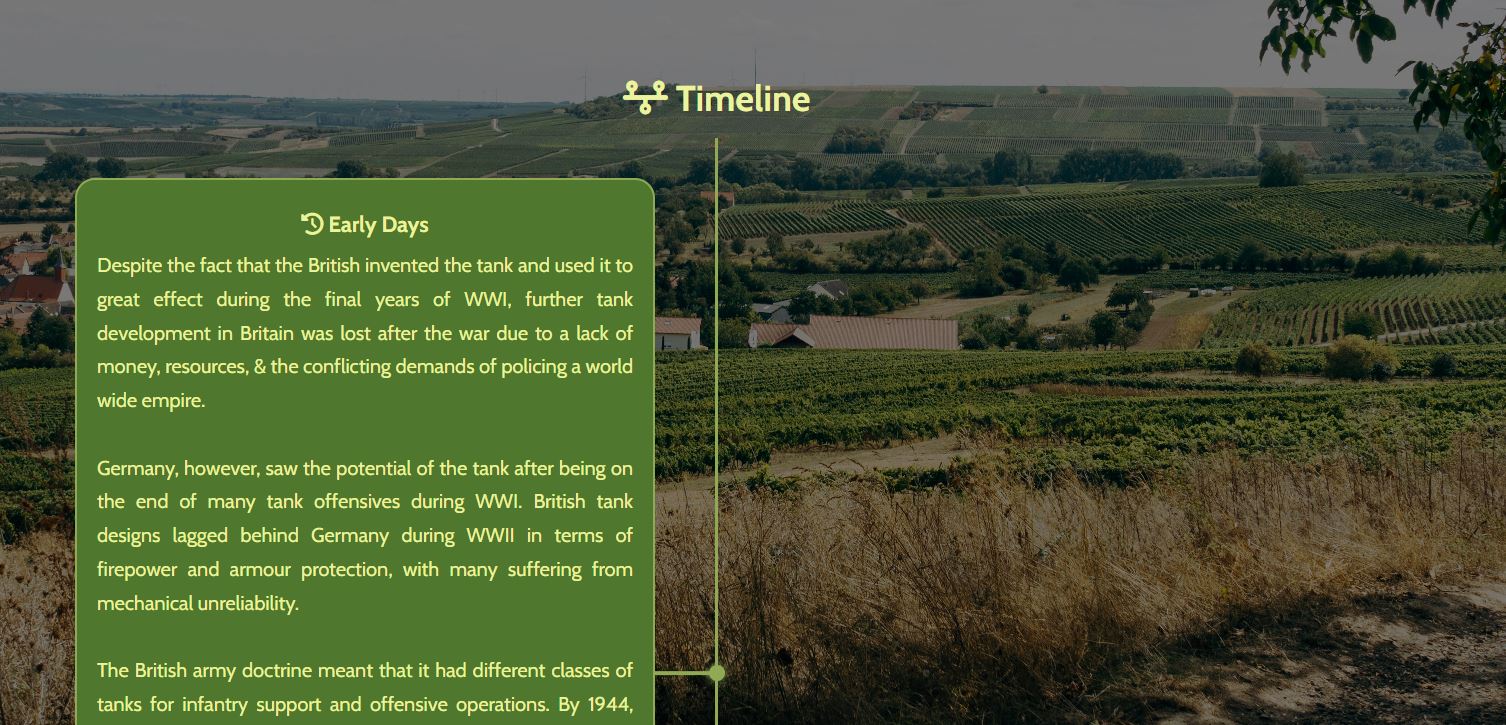 Timeline
Early Days
Despite the fact that the British invented the tank and used it to
great effect during the final years of WWI, further tank
development in Britain was lost after the war due to a lack of
money, resources, & the conflicting demands of policing a world
wide empire.
Germany, however, saw the potential of the tank after being on
the end of many tank offensives during WWI. British tank
designs lagged behind Germany during WWII in terms of
firepower and armour protection, with many suffering from
mechanical unreliability.
The British army doctrine meant that it had different classes of
tanks for infantry support and offensive operations. By 1944,